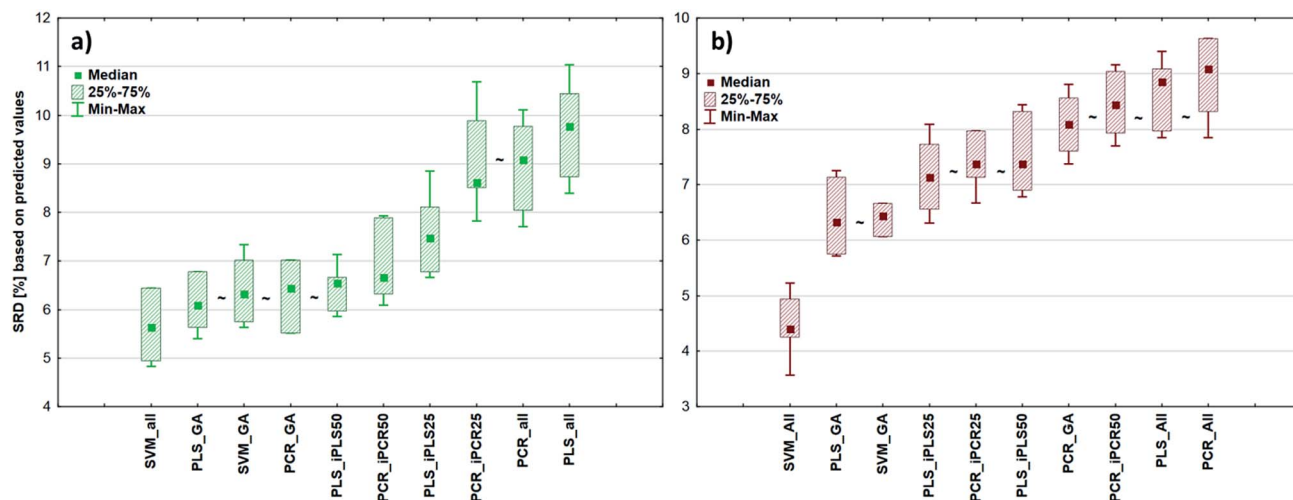 a)
Median
25%-75%
Min-Max
SRD [%] based on predicted values
12
11
10
9
8
7
6
5
4
~ ~ ~ ~
SVM_all
PLS_GA
SVM_GA
PCR_GA
PLS_iPLS50
PCR_iPCR50
PLS_iPLS25
PCR_iPCR25
PCR_all
PLS_all
b)
Median
25%-75%
Min-Max
10
9
8
7
6
5
4
3
~ ~ ~ ~ ~ ~
SVM_All
PLS_GA
SVM_GA
PLS_iPLS25
PCR_iPCR25
PLS_iPLS50
PCR_GA
PCR_iPCR50
PLS_All
PCR_All